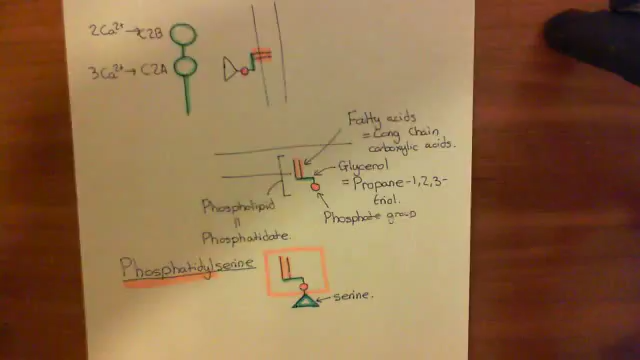 2Ca²⁺ → C2B
3Ca²⁺ → C2A
Fatty acids
= Long Chain
carboxylic acids.
Glycerol
= Propane-1,2,3-
triol.
Phosphate group
Phospholipid
=
Phosphatidate.
Phosphatidylserine
serine.